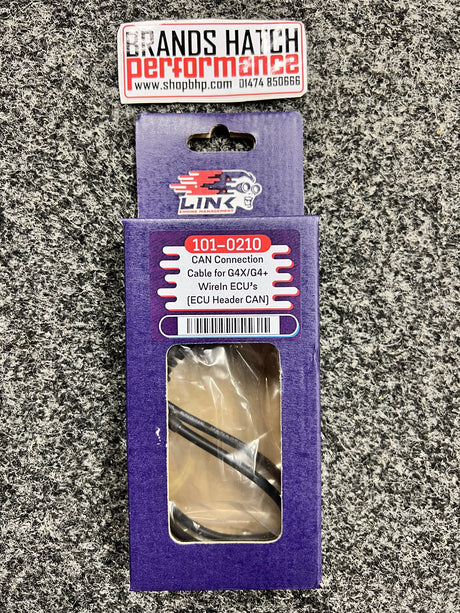 BRANDS HATCH
performance
www.shopbhp.com 01474 850666
LINK
ENGINE MANAGEMENT
101-0210
CAN Connection
Cable for G4X/G4+
WireIn ECU's
(ECU Header CAN)